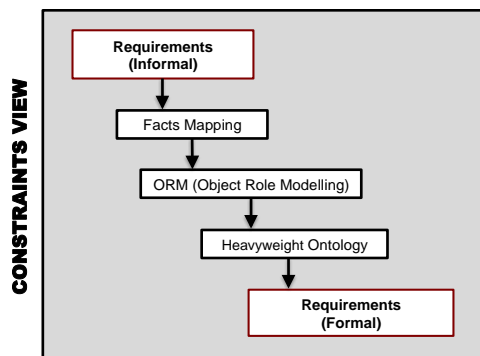 CONSTRAINTS VIEW
Requirements
(Informal)
Facts Mapping
ORM (Object Role Modelling)
Heavyweight Ontology
Requirements
(Formal)